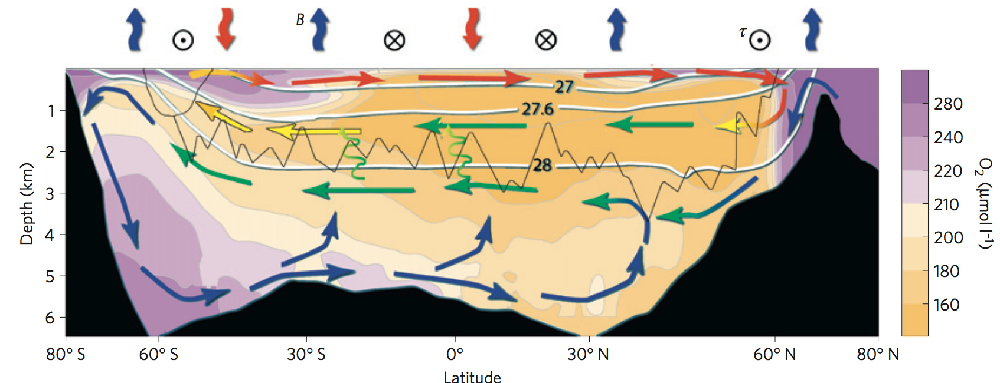 B
τ
27
27.6
28
1
2
3
4
5
6
Depth (km)
80° S
60° S
30° S
0°
30° N
60° N
80° N
Latitude
280
240
220
210
200
180
160
O₂ (μmol l⁻¹)